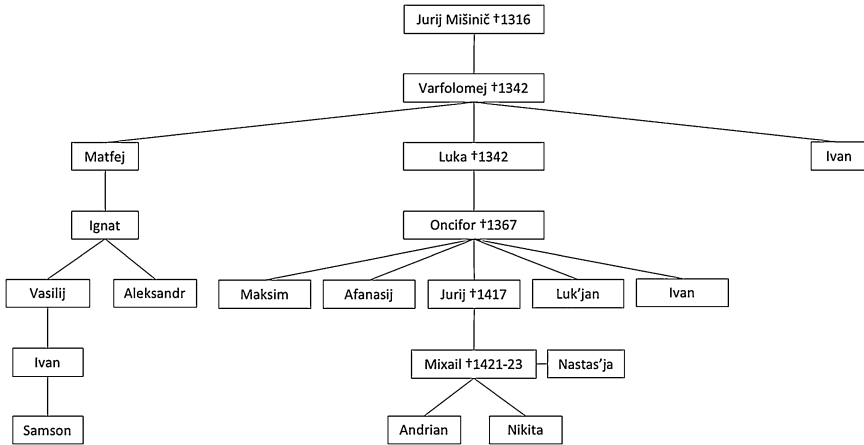 Jurij Mišinič †1316
Varfolomej †1342
Matfej
Luka †1342
Ivan
Ignat
Oncifor †1367
Vasilij
Aleksandr
Maksim
Afanasij
Jurij †1417
Luk’jan
Ivan
Ivan
Mixail †1421-23
Nastas’ja
Samson
Andrian
Nikita